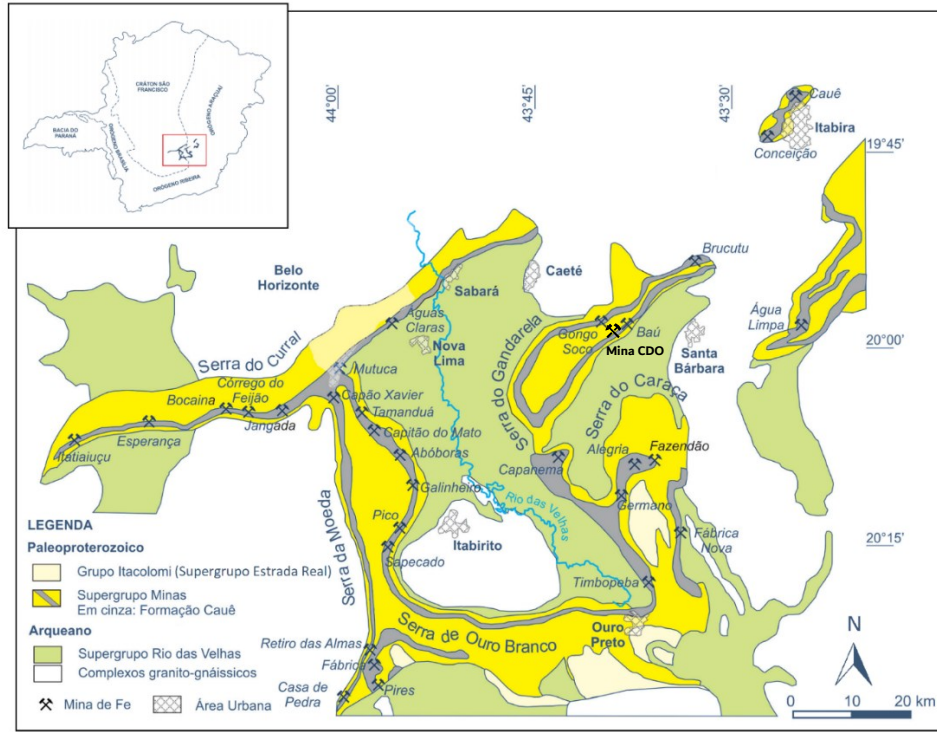 CRÁTON SÃO
FRANCISCO
ORÓGENO ARAÇUAÍ
BACIA DO
PARANÁ
ORÓGENO BRASÍLIA
ORÓGENO RIBEIRA
44°00
43°45
43°30
19°45'
20°00'
20°15'
Cauê
Itabira
Conceição
Belo
Horizonte
Sabará
Caeté
Brucutu
Água
Limpa
Águas
Claras
Nova
Lima
Gongo
Soco
Baú
Mina CDO
Santa
Bárbara
Serra do Curral
Serra do Gandarela
Serra do Caraça
Mutuca
Córrego do
Feijão
Bocaina
Jangada
Esperança
Itatiaiuçu
Capão Xavier
Tamanduá
Capitão do Mato
Abóboras
Galinheiro
Capanema
Alegria
Fazendão
Germano
Fábrica
Nova
Rio das Velhas
Serra da Moeda
Pico
Itabirito
Sapecado
Timbopeba
Ouro
Preto
Serra de Ouro Branco
Retiro das Almas
Fábrica
Casa de
Pedra
Pires
LEGENDA
Paleoproterozoico
Grupo Itacolomi (Supergrupo Estrada Real)
Supergrupo Minas
Em cinza: Formação Cauê
Arqueano
Supergrupo Rio das Velhas
Complexos granito-gnáissicos
Mina de Fe
Área Urbana
N
0 10 20 km